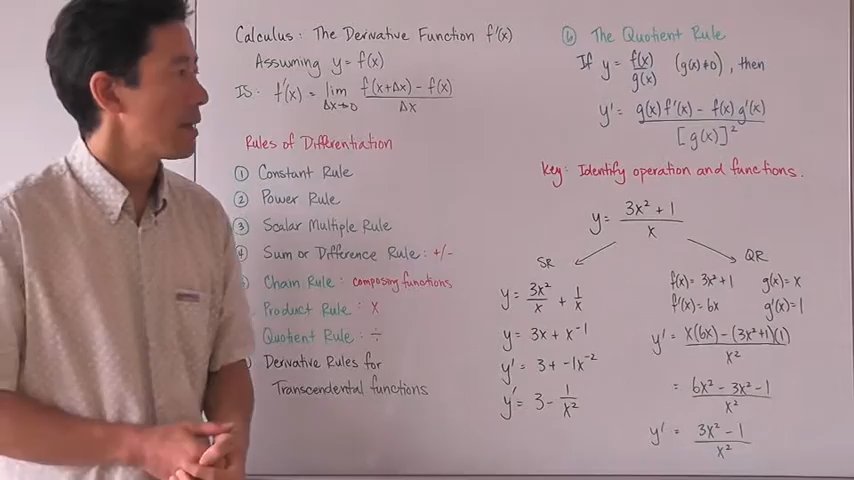 Calculus: The Derivative Function f'(x)
Assuming y = f(x)
Is: f'(x) = lim Δx→0 f(x+Δx) - f(x) / Δx
Rules of Differentiation
① Constant Rule
② Power Rule
③ Scalar Multiple Rule
④ Sum or Difference Rule: +/-
Chain Rule: composing functions
Product Rule: x
Quotient Rule: ÷
Derivative Rules for
Transcendental functions
⑥ The Quotient Rule
If y = f(x)/g(x) (g(x)≠0), then
y' = g(x)f'(x) - f(x)g'(x) / [g(x)]²
Key: Identify operation and functions.
y = 3x² + 1 / x
SR
y = 3x²/x + 1/x
y = 3x + x⁻¹
y' = 3 + -1x⁻²
y' = 3 - 1/x²
QR
f(x) = 3x²+1 g(x) = x
f'(x) = 6x g'(x) = 1
y' = x(6x) - (3x²+1)(1) / x²
= 6x² - 3x² - 1 / x²
y' = 3x² - 1 / x²